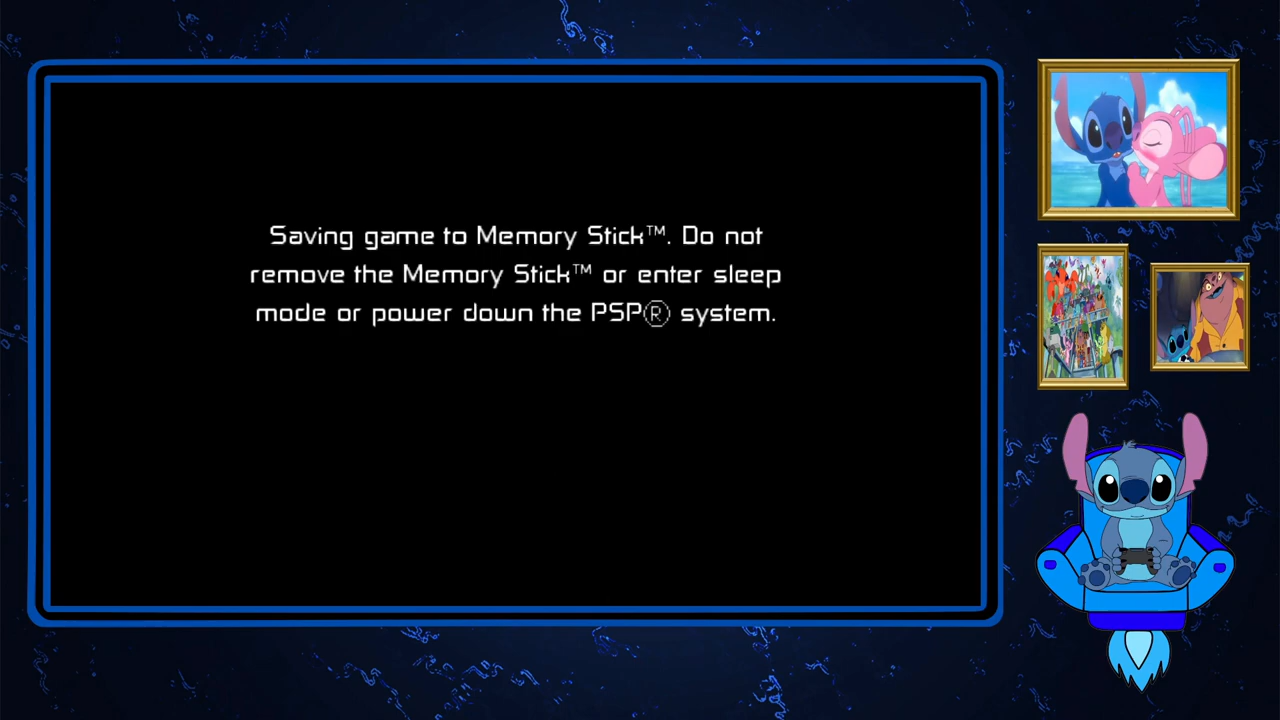 Saving game to Memory Stick™. Do not
remove the Memory Stick™ or enter sleep
mode or power down the PSP® system.